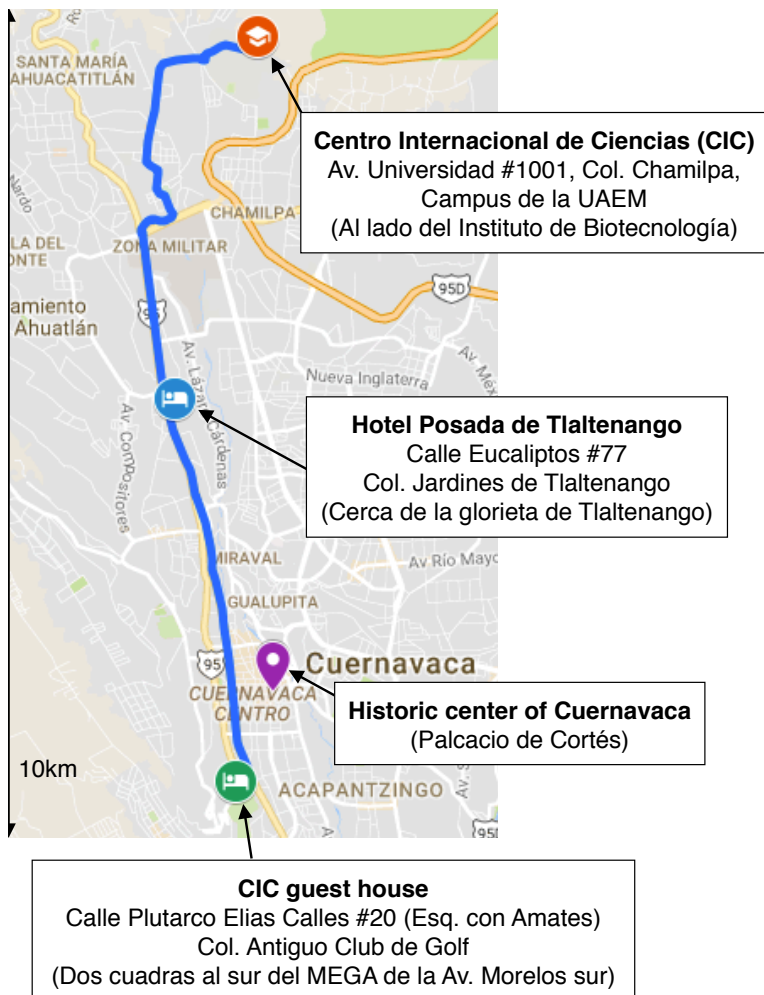 SANTA MARÍA
AHUACATITLÁN
Centro Internacional de Ciencias (CIC)
Av. Universidad #1001, Col. Chamilpa,
Campus de la UAEM
(Al lado del Instituto de Biotecnología)
CHAMILPA
ZONA MILITAR
95D
95
amiento
Ahuatlán
Av. Lázaro Cárdenas
Nueva Inglaterra
Av. Compositores
Hotel Posada de Tlaltenango
Calle Eucaliptos #77
Col. Jardines de Tlaltenango
(Cerca de la glorieta de Tlaltenango)
MIRAVAL
Av Río Mayo
GUALUPITA
95
Cuernavaca
CUERNAVACA
CENTRO
Historic center of Cuernavaca
(Palcacio de Cortés)
10km
ACAPANTZINGO
95D
CIC guest house
Calle Plutarco Elias Calles #20 (Esq. con Amates)
Col. Antiguo Club de Golf
(Dos cuadras al sur del MEGA de la Av. Morelos sur)